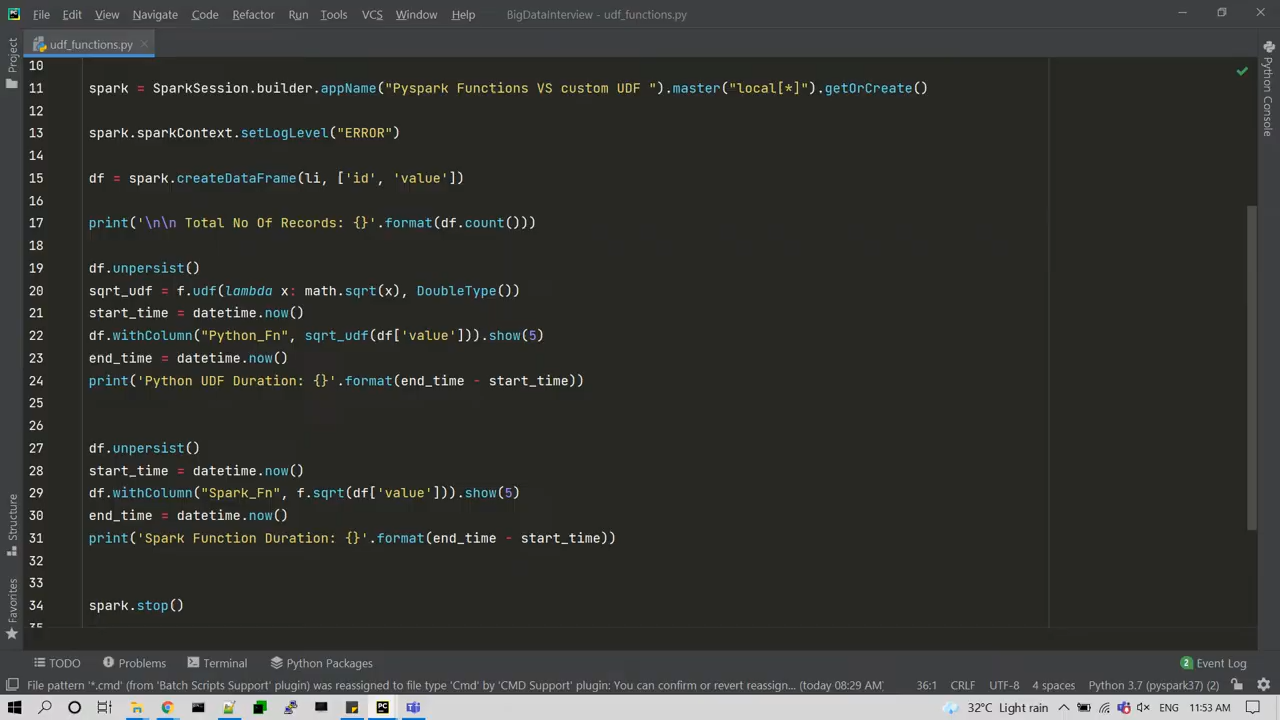 File Edit View Navigate Code Refactor Run Tools VCS Window Help BigDataInterview - udf_functions.py
udf_functions.py
Project
Structure
Favorites
Python Console
10
11 spark = SparkSession.builder.appName("Pyspark Functions VS custom UDF ").master("local[*]").getOrCreate()
12
13 spark.sparkContext.setLogLevel("ERROR")
14
15 df = spark.createDataFrame(li, ['id', 'value'])
16
17 print('\n\n Total No Of Records: {}'.format(df.count()))
18
19 df.unpersist()
20 sqrt_udf = f.udf(lambda x: math.sqrt(x), DoubleType())
21 start_time = datetime.now()
22 df.withColumn("Python_Fn", sqrt_udf(df['value'])).show(5)
23 end_time = datetime.now()
24 print('Python UDF Duration: {}'.format(end_time - start_time))
25
26
27 df.unpersist()
28 start_time = datetime.now()
29 df.withColumn("Spark_Fn", f.sqrt(df['value'])).show(5)
30 end_time = datetime.now()
31 print('Spark Function Duration: {}'.format(end_time - start_time))
32
33
34 spark.stop()
35
TODO Problems Terminal Python Packages 2 Event Log
File pattern '*.cmd' (from 'Batch Scripts Support' plugin) was reassigned to file type 'Cmd' by 'CMD Support' plugin: You can confirm or revert reassign... (today 08:29 AM) 36:1 CRLF UTF-8 4 spaces Python 3.7 (pyspark37) (2)
32°C Light rain ENG 11:53 AM